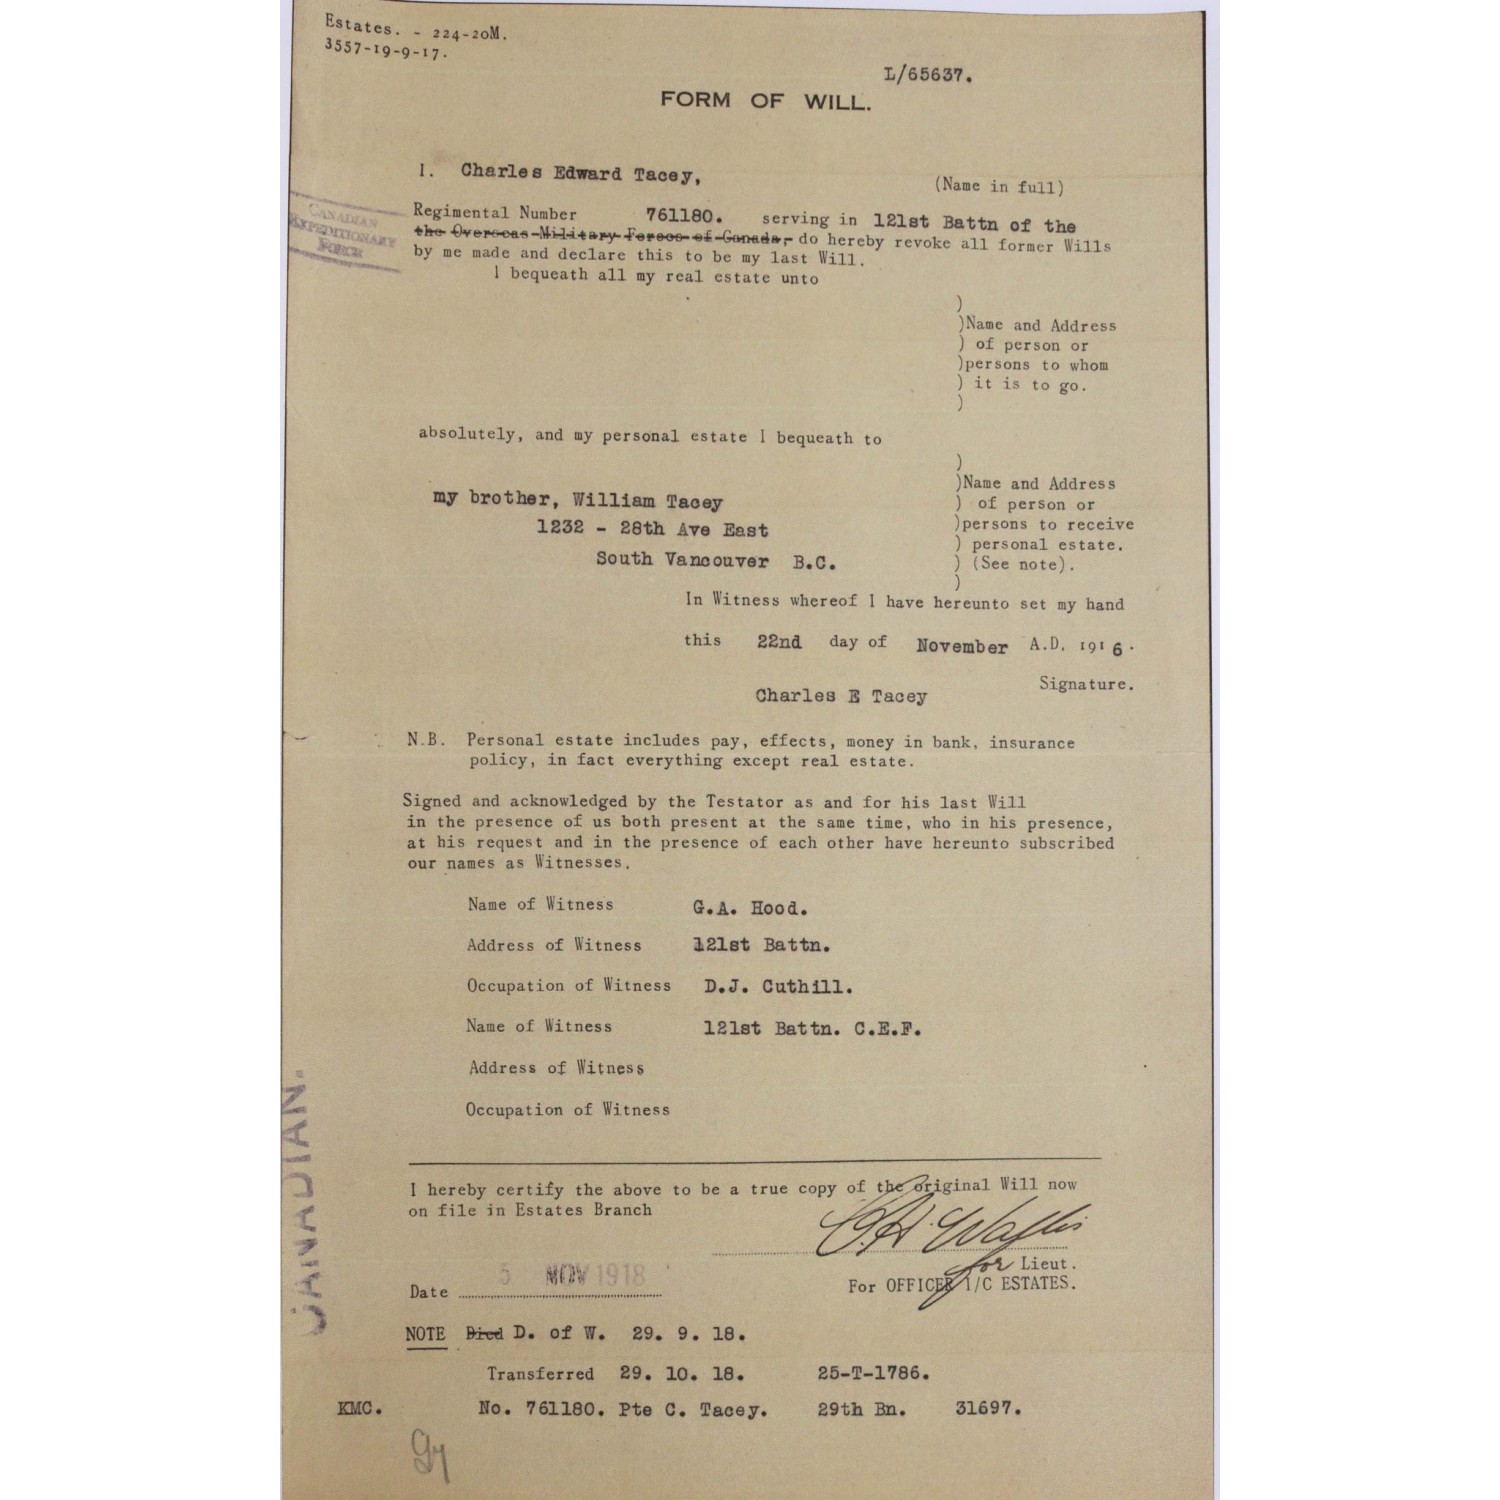 Estates. - 224-20M.
3557-19-9-17.
L/65637.
FORM OF WILL.
I. Charles Edward Tacey, (Name in full)
CANADIAN
EXPEDITIONARY
FORCE
Regimental Number 761180. serving in 121st Battn of the
the Overseas Military Forces of Canada, do hereby revoke all former Wills
by me made and declare this to be my last Will.
I bequeath all my real estate unto
)
)Name and Address
) of person or
)persons to whom
) it is to go.
)
absolutely, and my personal estate I bequeath to
)
)Name and Address
my brother, William Tacey ) of person or
1232 - 28th Ave East )persons to receive
) personal estate.
South Vancouver B.C. ) (See note).
)
In Witness whereof I have hereunto set my hand
this 22nd day of November A.D. 1916.
Signature.
Charles E Tacey
N.B. Personal estate includes pay, effects, money in bank, insurance
policy, in fact everything except real estate.
Signed and acknowledged by the Testator as and for his last Will
in the presence of us both present at the same time, who in his presence,
at his request and in the presence of each other have hereunto subscribed
our names as Witnesses.
Name of Witness G.A. Hood.
Address of Witness 121st Battn.
Occupation of Witness D.J. Cuthill.
Name of Witness 121st Battn. C.E.F.
Address of Witness
Occupation of Witness
CANADIAN.
I hereby certify the above to be a true copy of the original Will now
on file in Estates Branch
for Lieut.
For OFFICER I/C ESTATES.
Date 5 NOV 1918
NOTE Died D. of W. 29. 9. 18.
Transferred 29. 10. 18. 25-T-1786.
KMC. No. 761180. Pte C. Tacey. 29th Bn. 31697.